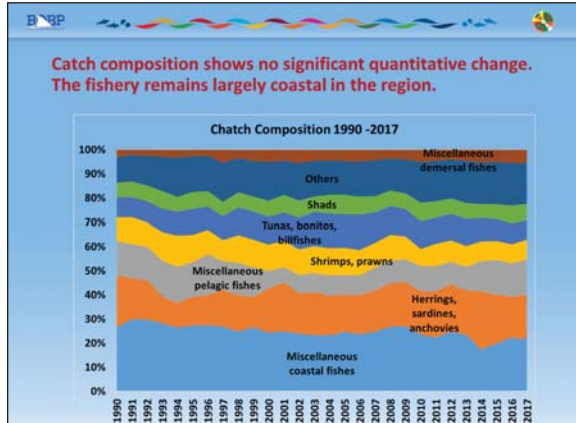 BOBP
Catch composition shows no significant quantitative change.
The fishery remains largely coastal in the region.
Chatch Composition 1990 -2017
100%
90%
80%
70%
60%
50%
40%
30%
20%
10%
0%
Miscellaneous
demersal fishes
Others
Shads
Tunas, bonitos,
billfishes
Shrimps, prawns
Miscellaneous
pelagic fishes
Herrings,
sardines,
anchovies
Miscellaneous
coastal fishes
1990
1991
1992
1993
1994
1995
1996
1997
1998
1999
2000
2001
2002
2003
2004
2005
2006
2007
2008
2009
2010
2011
2012
2013
2014
2015
2016
2017